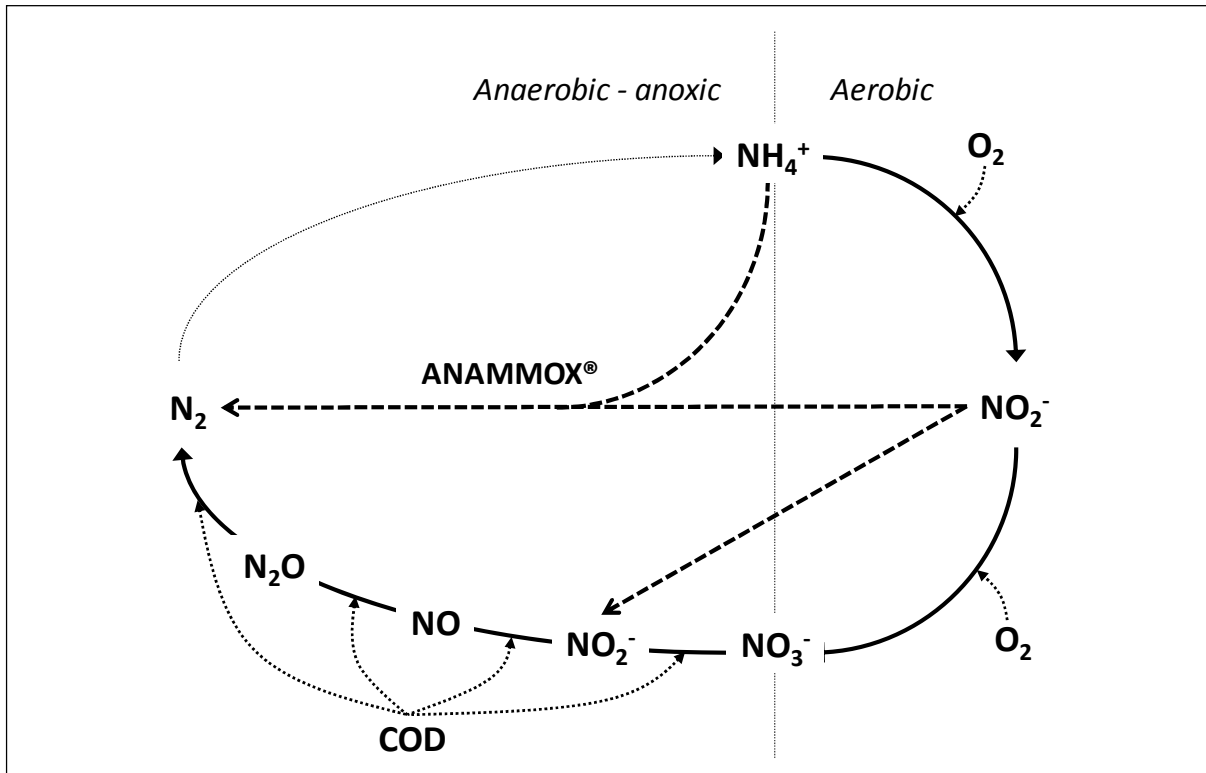 Anaerobic - anoxic
Aerobic
NH₄⁺
O₂
ANAMMOX®
N₂
NO₂⁻
N₂O
NO
NO₂⁻
NO₃⁻
O₂
COD